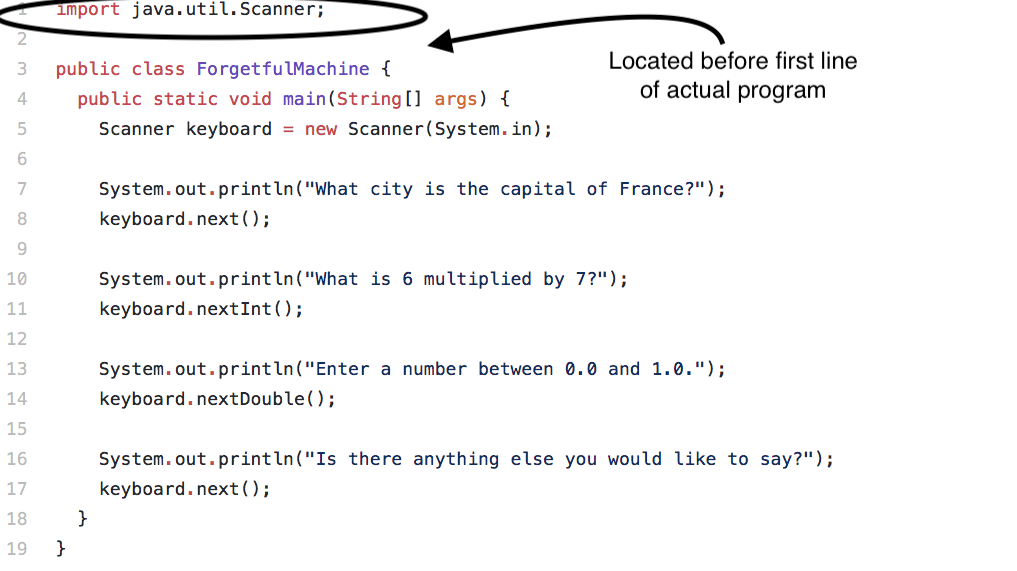 1 import java.util.Scanner;
2
3 public class ForgetfulMachine {
4 public static void main(String[] args) {
5 Scanner keyboard = new Scanner(System.in);
6
7 System.out.println("What city is the capital of France?");
8 keyboard.next();
9
10 System.out.println("What is 6 multiplied by 7?");
11 keyboard.nextInt();
12
13 System.out.println("Enter a number between 0.0 and 1.0.");
14 keyboard.nextDouble();
15
16 System.out.println("Is there anything else you would like to say?");
17 keyboard.next();
18 }
19 }
Located before first line
of actual program